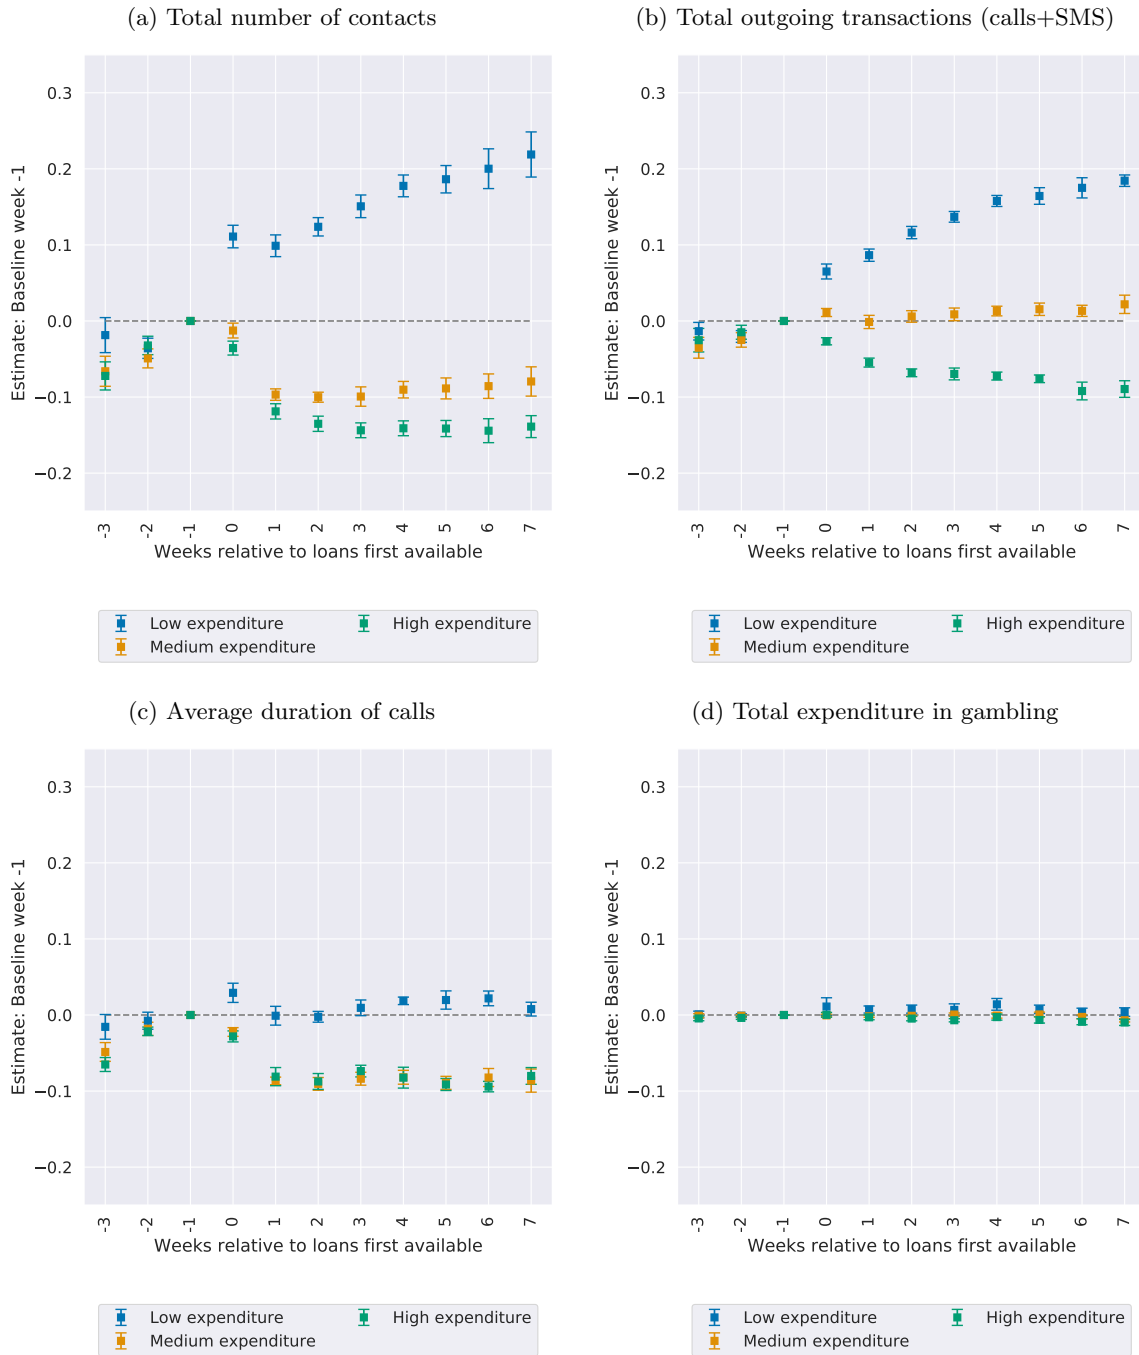 (a) Total number of contacts
0.3
0.2
0.1
0.0
−0.1
−0.2
Estimate: Baseline week -1
-3 -2 -1 0 1 2 3 4 5 6 7
Weeks relative to loans first available
Low expenditure
Medium expenditure
High expenditure
(b) Total outgoing transactions (calls+SMS)
0.3
0.2
0.1
0.0
−0.1
−0.2
Estimate: Baseline week -1
-3 -2 -1 0 1 2 3 4 5 6 7
Weeks relative to loans first available
Low expenditure
Medium expenditure
High expenditure
(c) Average duration of calls
0.3
0.2
0.1
0.0
−0.1
−0.2
Estimate: Baseline week -1
-3 -2 -1 0 1 2 3 4 5 6 7
Weeks relative to loans first available
Low expenditure
Medium expenditure
High expenditure
(d) Total expenditure in gambling
0.3
0.2
0.1
0.0
−0.1
−0.2
Estimate: Baseline week -1
-3 -2 -1 0 1 2 3 4 5 6 7
Weeks relative to loans first available
Low expenditure
Medium expenditure
High expenditure